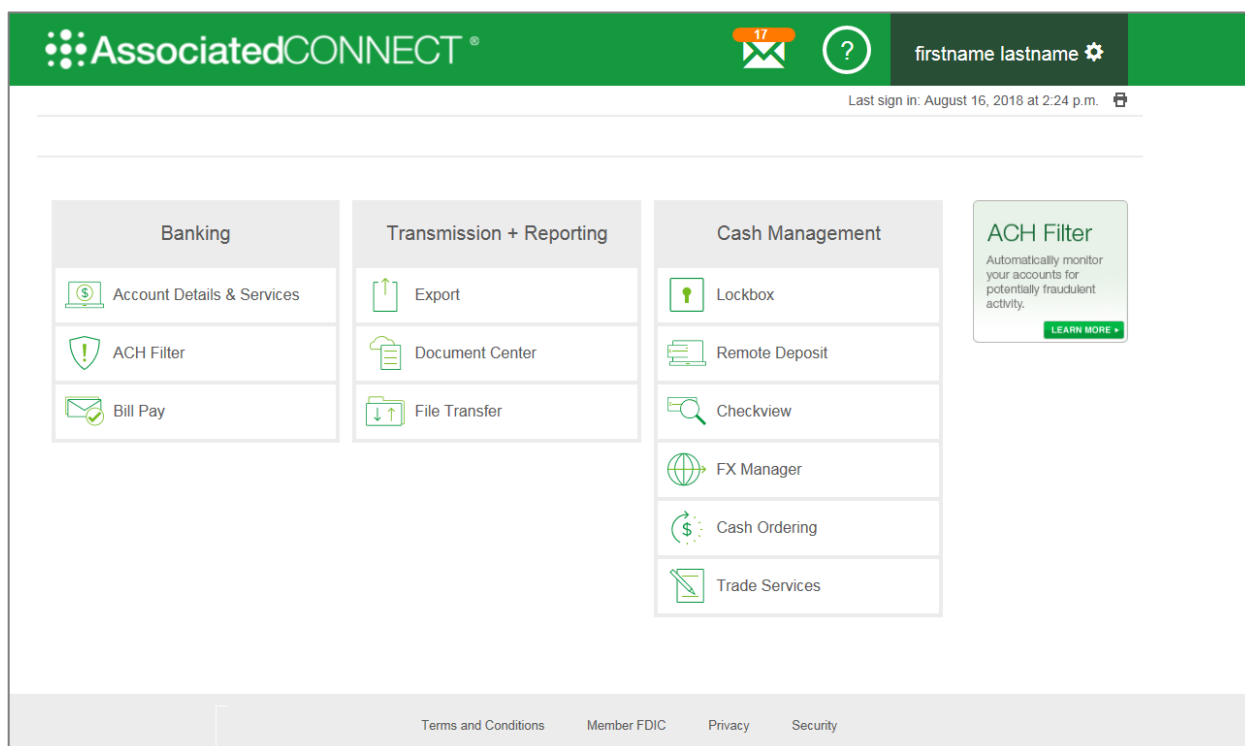 AssociatedCONNECT ®
17
?
firstname lastname
Last sign in: August 16, 2018 at 2:24 p.m.
Banking
$ Account Details & Services
! ACH Filter
Bill Pay
Transmission + Reporting
Export
Document Center
File Transfer
Cash Management
Lockbox
Remote Deposit
Checkview
FX Manager
$ Cash Ordering
Trade Services
ACH Filter
Automatically monitor
your accounts for
potentially fraudulent
activity.
LEARN MORE
Terms and Conditions Member FDIC Privacy Security